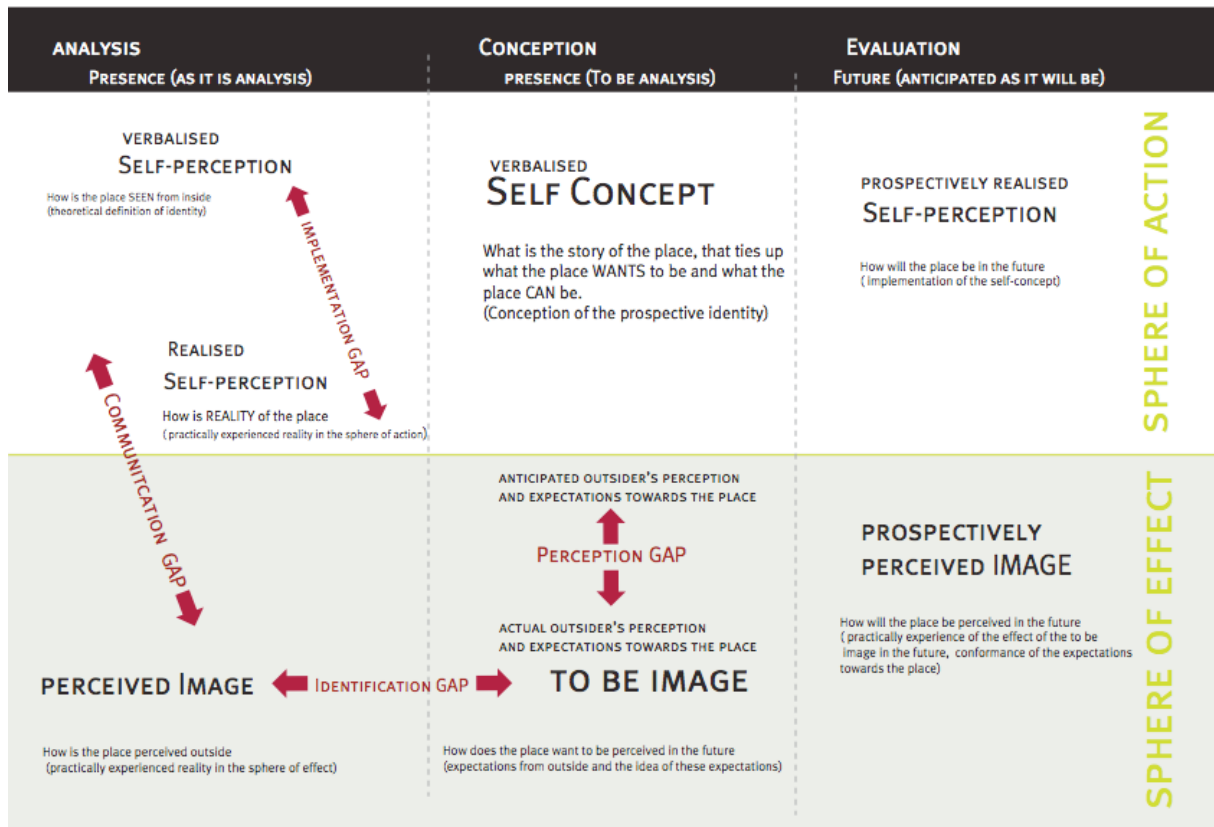 ANALYSIS
PRESENCE (AS IT IS ANALYSIS)
CONCEPTION
PRESENCE (TO BE ANALYSIS)
EVALUATION
FUTURE (ANTICIPATED AS IT WILL BE)
VERBALISED
SELF-PERCEPTION
How is the place SEEN from inside
(theoretical definition of identity)
IMPLEMENTATION GAP
REALISED
SELF-PERCEPTION
How is REALITY of the place
( practically experienced reality in the sphere of action)
COMMUNITCATION GAP
VERBALISED
SELF CONCEPT
What is the story of the place, that ties up
what the place WANTS to be and what the
place CAN be.
(Conception of the prospective identity)
PROSPECTIVELY REALISED
SELF-PERCEPTION
How will the place be in the future
( implementation of the self-concept)
SPHERE OF ACTION
PERCEIVED IMAGE
How is the place perceived outside
(practically experienced reality in the sphere of effect)
IDENTIFICATION GAP
ANTICIPATED OUTSIDER'S PERCEPTION
AND EXPECTATIONS TOWARDS THE PLACE
PERCEPTION GAP
ACTUAL OUTSIDER'S PERCEPTION
AND EXPECTATIONS TOWARDS THE PLACE
TO BE IMAGE
How does the place want to be perceived in the future
(expectations from outside and the idea of these expectations)
PROSPECTIVELY
PERCEIVED IMAGE
How will the place be perceived in the future
( practically experience of the effect of the to be
image in the future, conformance of the expectations
towards the place)
SPHERE OF EFFECT